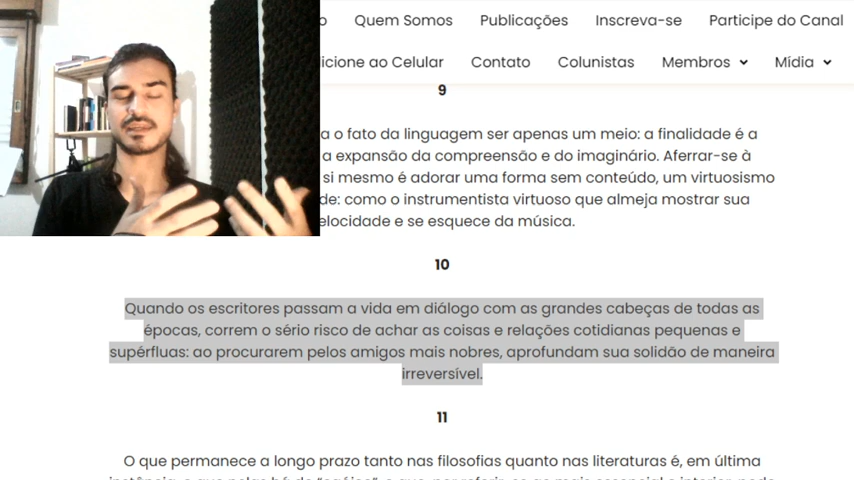 Quem Somos Publicações Inscreva-se Participe do Canal
ao Celular Contato Colunistas Membros Mídia
9
o fato da linguagem ser apenas um meio: a finalidade é a
a expansão da compreensão e do imaginário. Aferrar-se à
si mesmo é adorar uma forma sem conteúdo, um virtuosismo
como o instrumentista virtuoso que almeja mostrar sua
e se esquece da música.
10
Quando os escritores passam a vida em diálogo com as grandes cabeças de todas as
épocas, correm o sério risco de achar as coisas e relações cotidianas pequenas e
supérfluas: ao procurarem pelos amigos mais nobres, aprofundam sua solidão de maneira
irreversível.
11
O que permanece a longo prazo tanto nas filosofias quanto nas literaturas é, em última